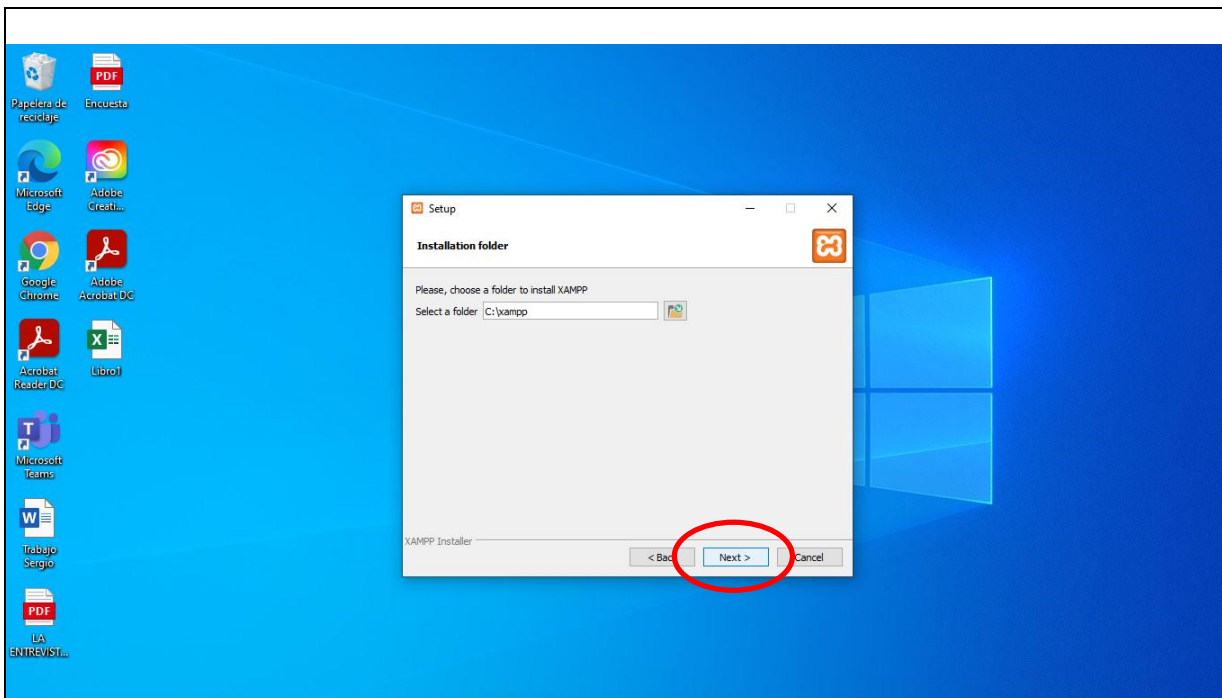 Papelera de
reciclaje
PDF
Encuesta
Microsoft
Edge
Adobe
Creati...
Google
Chrome
Adobe
Acrobat DC
Acrobat
Reader DC
Libro1
Microsoft
Teams
Trabajo
Sergio
PDF
LA
ENTREVIST...
Setup
Installation folder
Please, choose a folder to install XAMPP
Select a folder C:\xampp
XAMPP Installer
< Bac Next > Cancel